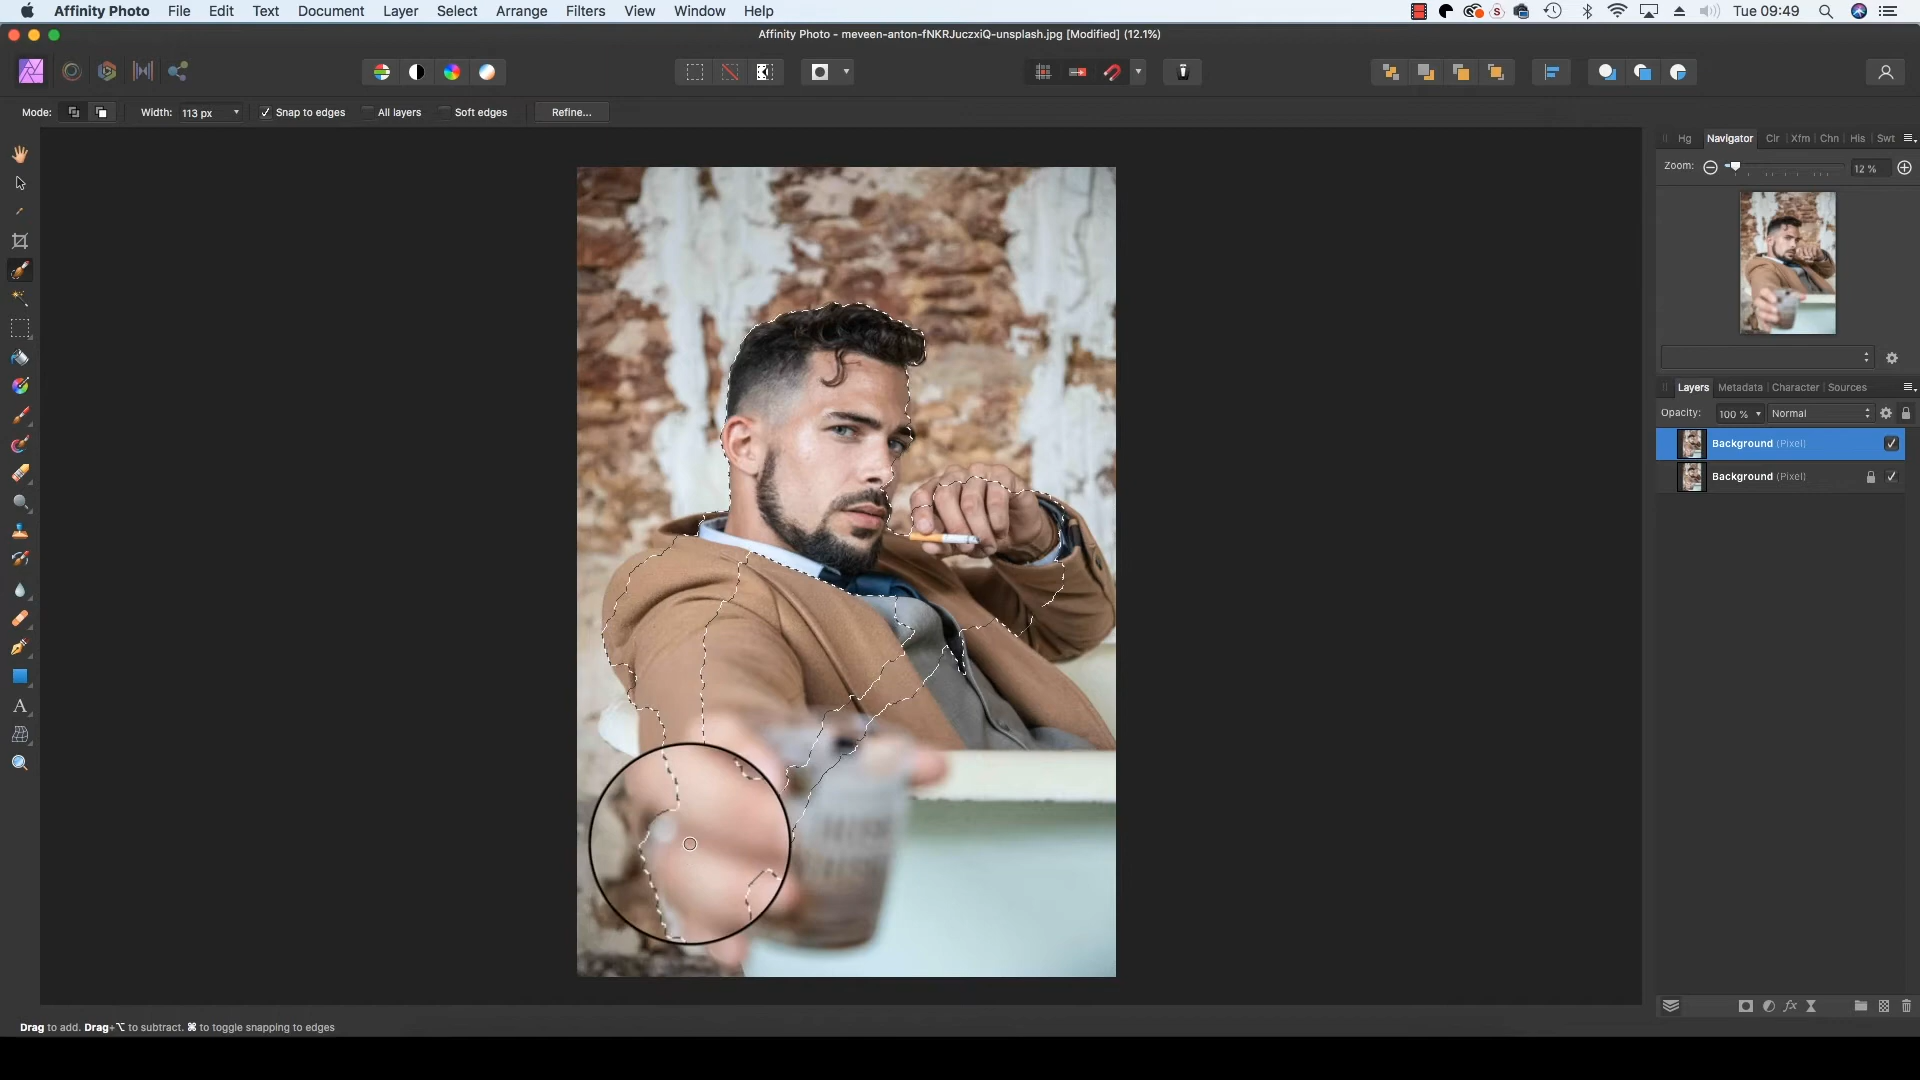 Affinity Photo File Edit Text Document Layer Select Arrange Filters View Window Help Tue 09:49
Affinity Photo - meveen-anton-fNKRJuczxiQ-unsplash.jpg [Modified] (12.1%)
Mode: Width: 113 px Snap to edges All layers Soft edges Refine...
Hg Navigator Clr Xfm Chn His Swt
Zoom: 12 %
Layers Metadata Character Sources
Opacity: 100 % Normal
Background (Pixel)
Background (Pixel)
Drag to add. Drag+⌥ to subtract. ⌘ to toggle snapping to edges